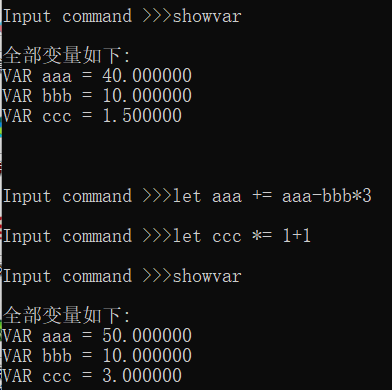 Input command >>>showvar
全部变量如下:
VAR aaa = 40.000000
VAR bbb = 10.000000
VAR ccc = 1.500000
Input command >>>let aaa += aaa-bbb*3
Input command >>>let ccc *= 1+1
Input command >>>showvar
全部变量如下:
VAR aaa = 50.000000
VAR bbb = 10.000000
VAR ccc = 3.000000